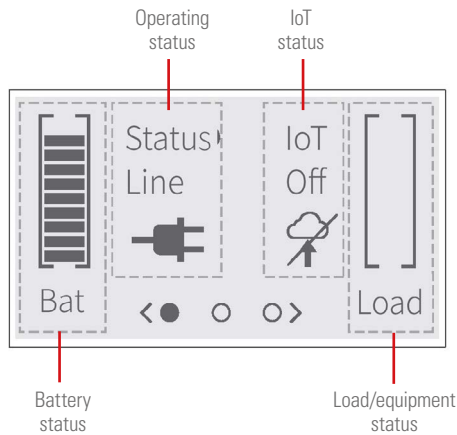 Operating
status
IoT
status
Status
Line
IoT
Off
Bat
Load
Battery
status
Load/equipment
status